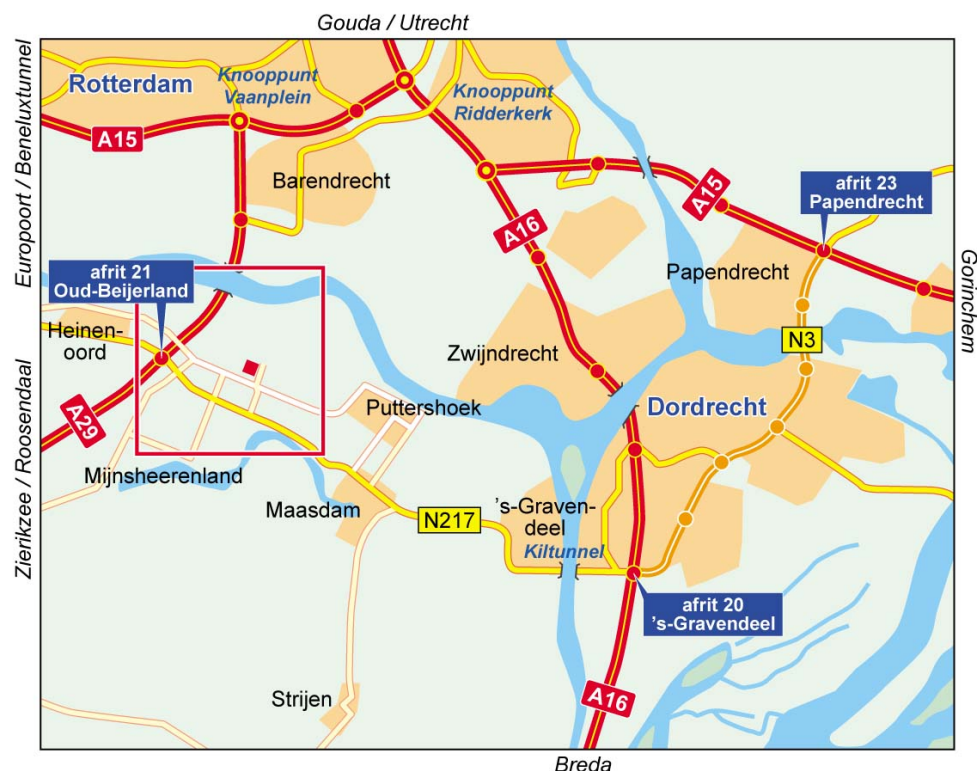 Gouda / Utrecht
Europoort / Beneluxtunnel
Rotterdam
Knooppunt
Vaanplein
Knooppunt
Ridderkerk
A15
Barendrecht
A15
afrit 23
Papendrecht
A16
afrit 21
Oud-Beijerland
Papendrecht
Gorinchem
Heinen-
oord
N3
Zwijndrecht
Zierikzee / Roosendaal
A29
Puttershoek
Dordrecht
Mijnsheerenland
Maasdam
's-Graven-
deel
N217
Kiltunnel
afrit 20
's-Gravendeel
Strijen
A16
Breda